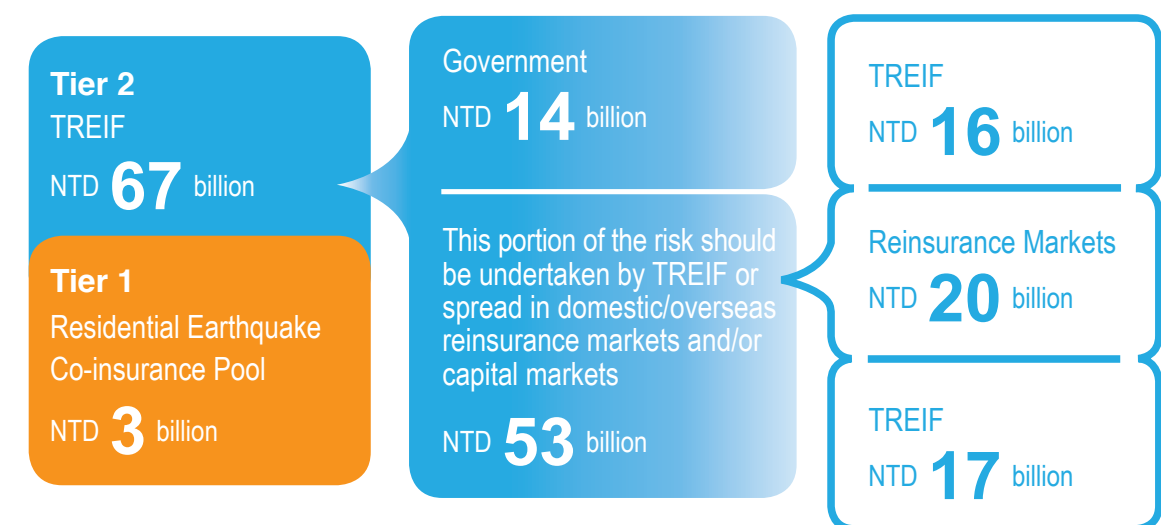 Tier 2
TREIF
NTD 67 billion
Tier 1
Residential Earthquake
Co-insurance Pool
NTD 3 billion
Government
NTD 14 billion
This portion of the risk should
be undertaken by TREIF or
spread in domestic/overseas
reinsurance markets and/or
capital markets
NTD 53 billion
TREIF
NTD 16 billion
Reinsurance Markets
NTD 20 billion
TREIF
NTD 17 billion